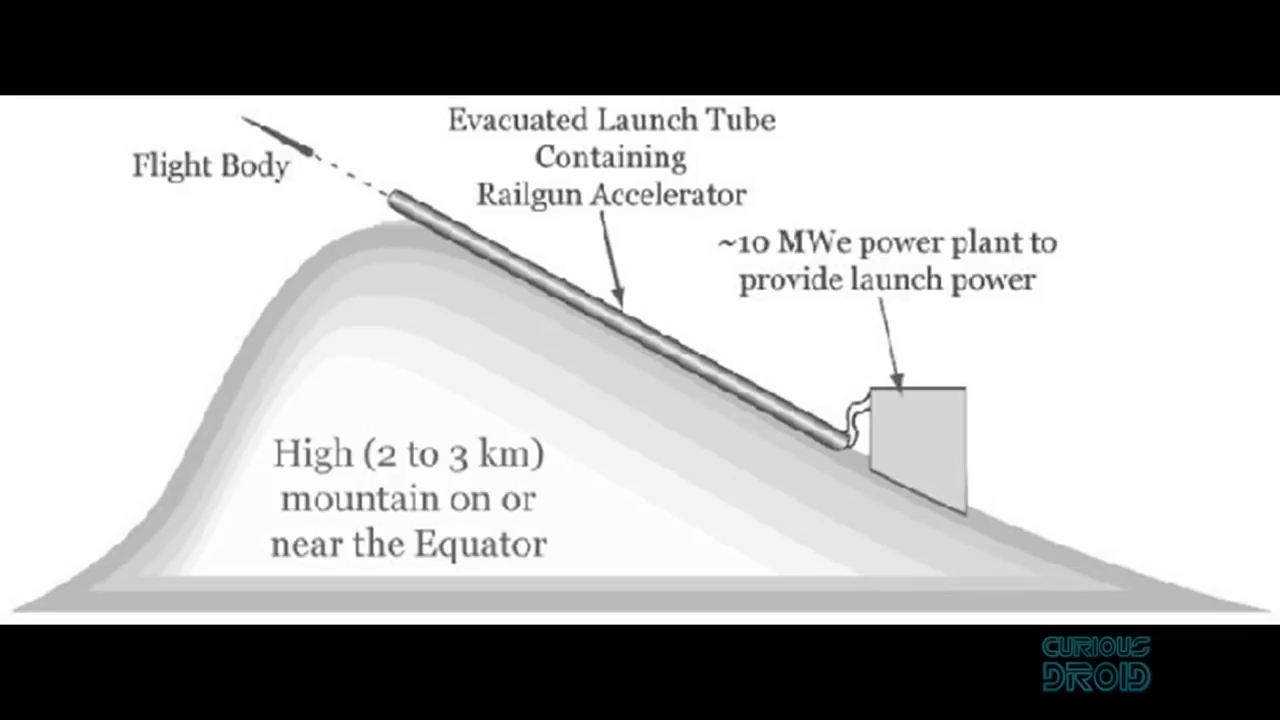 Evacuated Launch Tube
Containing
Railgun Accelerator
Flight Body
~10 MWe power plant to
provide launch power
High (2 to 3 km)
mountain on or
near the Equator
CURIOUS
DROID